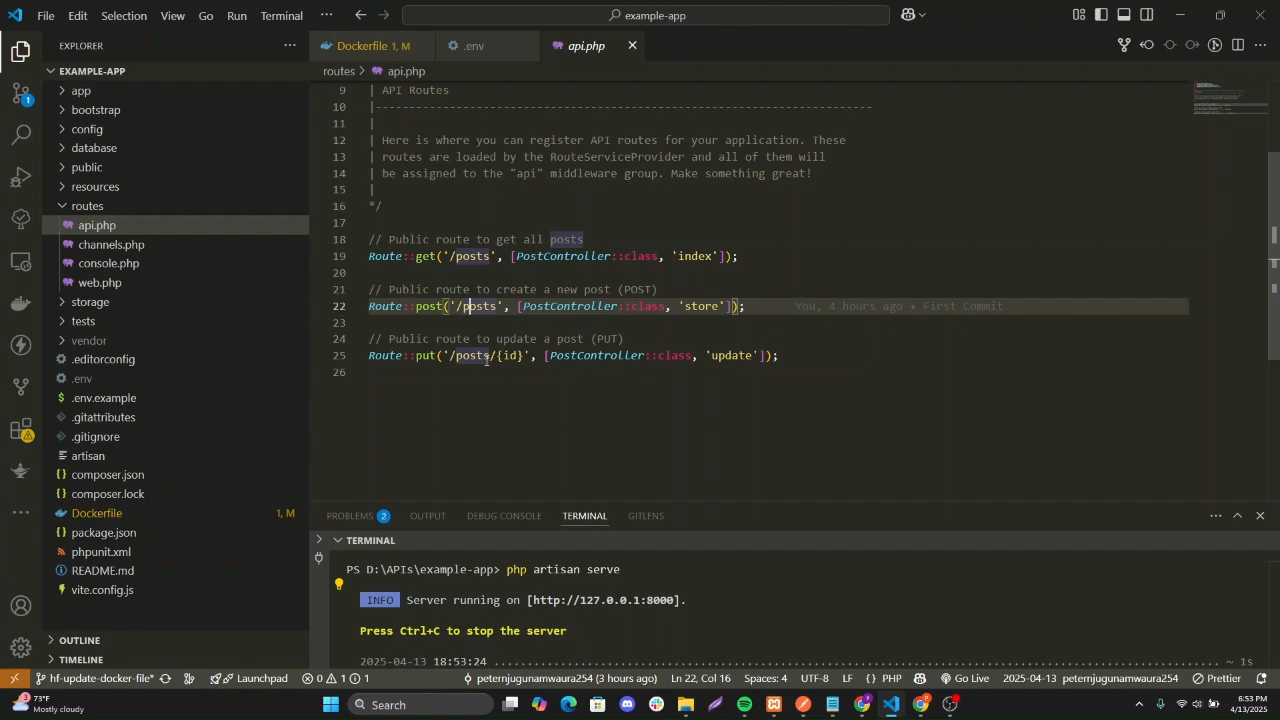 File Edit Selection View Go Run Terminal ··· example-app
EXPLORER ···
Dockerfile 1, M .env api.php
EXAMPLE-APP
app
bootstrap
config
database
public
resources
routes
api.php
channels.php
console.php
web.php
storage
tests
vendor
.editorconfig
.env
.env.example
.gitattributes
.gitignore
artisan
composer.json
composer.lock
Dockerfile 1, M
package.json
phpunit.xml
README.md
vite.config.js
OUTLINE
TIMELINE
routes > api.php
9 | API Routes
10 |--------------------------------------------------------------------------
11 |
12 | Here is where you can register API routes for your application. These
13 | routes are loaded by the RouteServiceProvider and all of them will
14 | be assigned to the "api" middleware group. Make something great!
15 |
16 */
17
18 // Public route to get all posts
19 Route::get('/posts', [PostController::class, 'index']);
20
21 // Public route to create a new post (POST)
22 Route::post('/posts', [PostController::class, 'store']); You, 4 hours ago • First Commit
23
24 // Public route to update a post (PUT)
25 Route::put('/posts/{id}', [PostController::class, 'update']);
26
PROBLEMS 2 OUTPUT DEBUG CONSOLE TERMINAL GITLENS
TERMINAL
PS D:\APIs\example-app> php artisan serve
INFO Server running on [http://127.0.0.1:8000].
Press Ctrl+C to stop the server
2025-04-13 18:53:24 ........................................ ~ 1s
hf-update-docker-file* Launchpad 0 1 1 peternjugunamwaura254 (3 hours ago) Ln 22, Col 16 Spaces: 4 UTF-8 LF {} PHP Go Live 2025-04-13 peternjugunamwaura254 Prettier
3 73°F
Mostly cloudy
Search
6:53 PM
4/13/2025